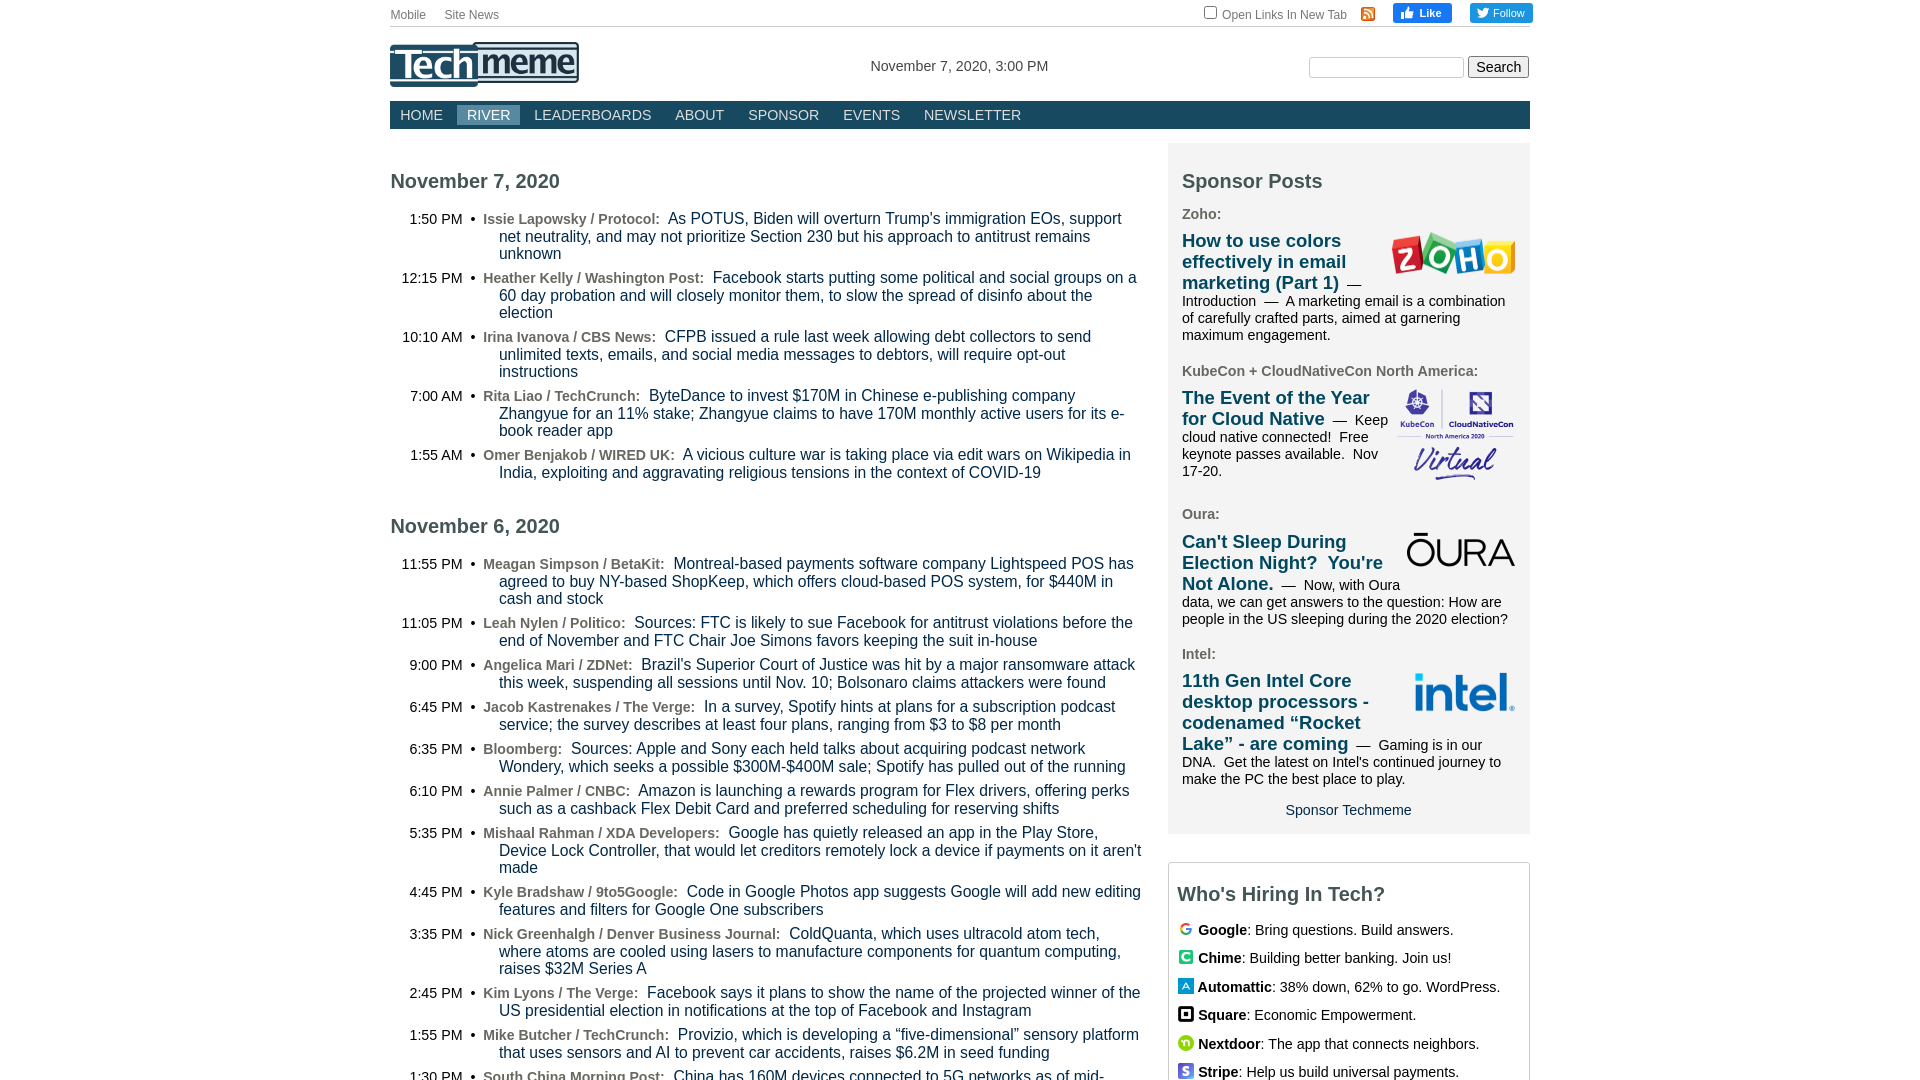 Mobile Site News Open Links In New Tab Like Follow
Techmeme
November 7, 2020, 3:00 PM Search
HOME RIVER LEADERBOARDS ABOUT SPONSOR EVENTS NEWSLETTER
November 7, 2020
1:50 PM • Issie Lapowsky / Protocol: As POTUS, Biden will overturn Trump's immigration EOs, support
net neutrality, and may not prioritize Section 230 but his approach to antitrust remains
unknown
12:15 PM • Heather Kelly / Washington Post: Facebook starts putting some political and social groups on a
60 day probation and will closely monitor them, to slow the spread of disinfo about the
election
10:10 AM • Irina Ivanova / CBS News: CFPB issued a rule last week allowing debt collectors to send
unlimited texts, emails, and social media messages to debtors, will require opt-out
instructions
7:00 AM • Rita Liao / TechCrunch: ByteDance to invest $170M in Chinese e-publishing company
Zhangyue for an 11% stake; Zhangyue claims to have 170M monthly active users for its e-
book reader app
1:55 AM • Omer Benjakob / WIRED UK: A vicious culture war is taking place via edit wars on Wikipedia in
India, exploiting and aggravating religious tensions in the context of COVID-19
November 6, 2020
11:55 PM • Meagan Simpson / BetaKit: Montreal-based payments software company Lightspeed POS has
agreed to buy NY-based ShopKeep, which offers cloud-based POS system, for $440M in
cash and stock
11:05 PM • Leah Nylen / Politico: Sources: FTC is likely to sue Facebook for antitrust violations before the
end of November and FTC Chair Joe Simons favors keeping the suit in-house
9:00 PM • Angelica Mari / ZDNet: Brazil's Superior Court of Justice was hit by a major ransomware attack
this week, suspending all sessions until Nov. 10; Bolsonaro claims attackers were found
6:45 PM • Jacob Kastrenakes / The Verge: In a survey, Spotify hints at plans for a subscription podcast
service; the survey describes at least four plans, ranging from $3 to $8 per month
6:35 PM • Bloomberg: Sources: Apple and Sony each held talks about acquiring podcast network
Wondery, which seeks a possible $300M-$400M sale; Spotify has pulled out of the running
6:10 PM • Annie Palmer / CNBC: Amazon is launching a rewards program for Flex drivers, offering perks
such as a cashback Flex Debit Card and preferred scheduling for reserving shifts
5:35 PM • Mishaal Rahman / XDA Developers: Google has quietly released an app in the Play Store,
Device Lock Controller, that would let creditors remotely lock a device if payments on it aren't
made
4:45 PM • Kyle Bradshaw / 9to5Google: Code in Google Photos app suggests Google will add new editing
features and filters for Google One subscribers
3:35 PM • Nick Greenhalgh / Denver Business Journal: ColdQuanta, which uses ultracold atom tech,
where atoms are cooled using lasers to manufacture components for quantum computing,
raises $32M Series A
2:45 PM • Kim Lyons / The Verge: Facebook says it plans to show the name of the projected winner of the
US presidential election in notifications at the top of Facebook and Instagram
1:55 PM • Mike Butcher / TechCrunch: Provizio, which is developing a “five-dimensional” sensory platform
that uses sensors and AI to prevent car accidents, raises $6.2M in seed funding
1:30 PM • South China Morning Post: China has 160M devices connected to 5G networks as of mid-
Sponsor Posts
Zoho:
How to use colors
effectively in email
marketing (Part 1) —
Introduction — A marketing email is a combination
of carefully crafted parts, aimed at garnering
maximum engagement.
ZOHO
KubeCon + CloudNativeCon North America:
The Event of the Year
for Cloud Native — Keep
cloud native connected! Free
keynote passes available. Nov
17-20.
KubeCon CloudNativeCon
North America 2020
Virtual
Oura:
Can't Sleep During
Election Night? You're
Not Alone. — Now, with Oura
data, we can get answers to the question: How are
people in the US sleeping during the 2020 election?
ŌURA
Intel:
11th Gen Intel Core
desktop processors -
codenamed “Rocket
Lake” - are coming — Gaming is in our
DNA. Get the latest on Intel's continued journey to
make the PC the best place to play.
intel®
Sponsor Techmeme
Who's Hiring In Tech?
Google: Bring questions. Build answers.
Chime: Building better banking. Join us!
Automattic: 38% down, 62% to go. WordPress.
Square: Economic Empowerment.
Nextdoor: The app that connects neighbors.
Stripe: Help us build universal payments.